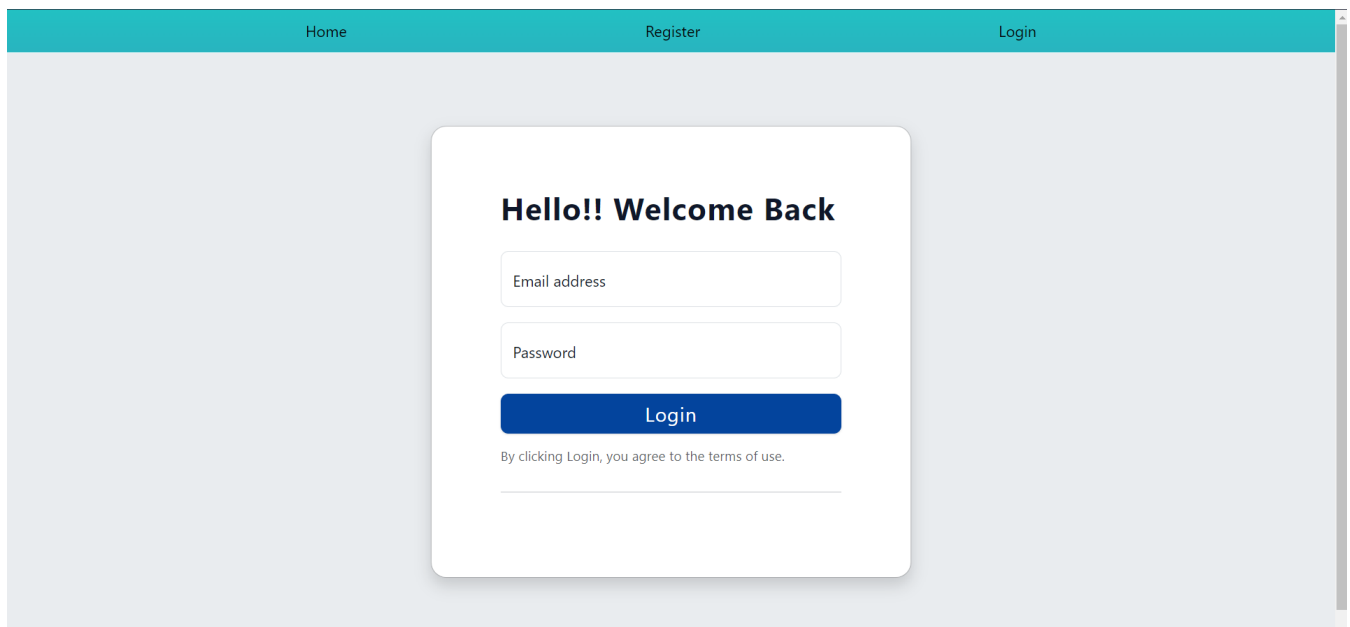 Home Register Login
Hello!! Welcome Back
Email address
Password
Login
By clicking Login, you agree to the terms of use.